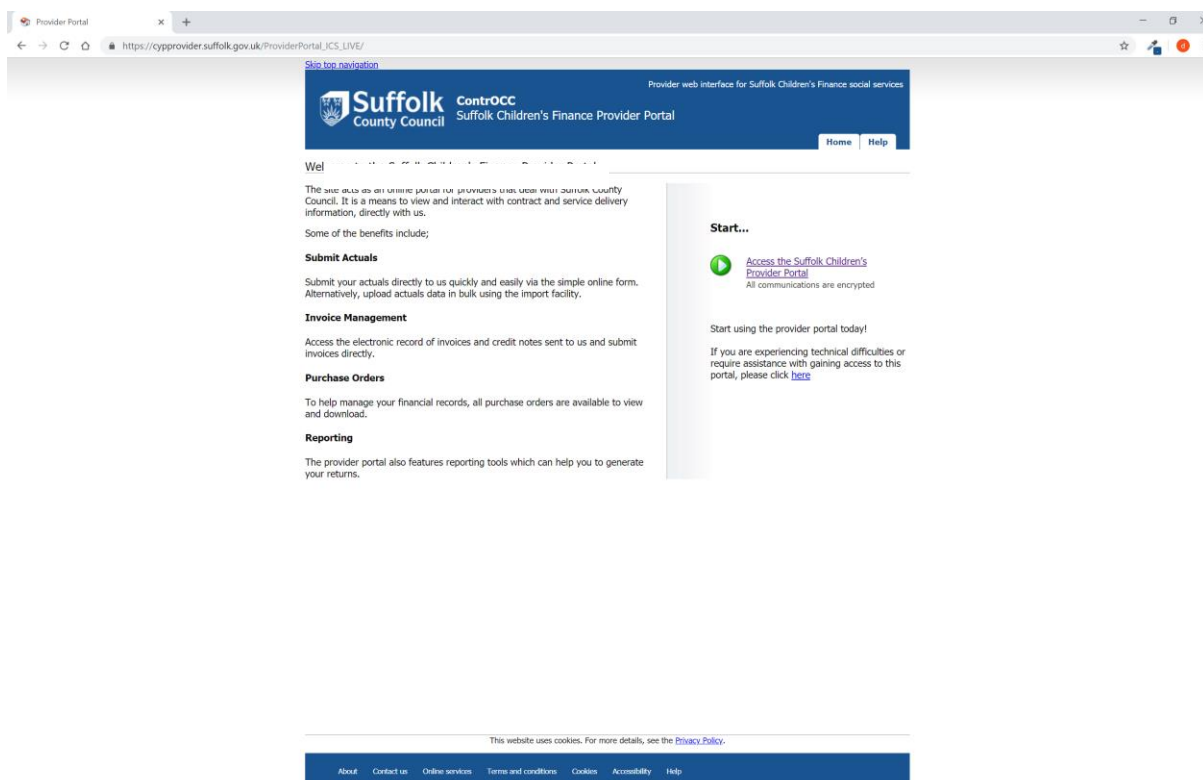 Provider Portal
https://cypprovider.suffolk.gov.uk/ProviderPortal_ICS_LIVE/
d
Skip top navigation
Provider web interface for Suffolk Children's Finance social services
Suffolk
County Council
ContrOCC
Suffolk Children's Finance Provider Portal
Home Help
Wel
The site acts as an online portal for providers that deal with Suffolk County
Council. It is a means to view and interact with contract and service delivery
information, directly with us.
Some of the benefits include;
Submit Actuals
Submit your actuals directly to us quickly and easily via the simple online form.
Alternatively, upload actuals data in bulk using the import facility.
Invoice Management
Access the electronic record of invoices and credit notes sent to us and submit
invoices directly.
Purchase Orders
To help manage your financial records, all purchase orders are available to view
and download.
Reporting
The provider portal also features reporting tools which can help you to generate
your returns.
Start...
Access the Suffolk Children's
Provider Portal
All communications are encrypted
Start using the provider portal today!
If you are experiencing technical difficulties or
require assistance with gaining access to this
portal, please click here
This website uses cookies. For more details, see the Privacy Policy.
About Contact us Online services Terms and conditions Cookies Accessibility Help